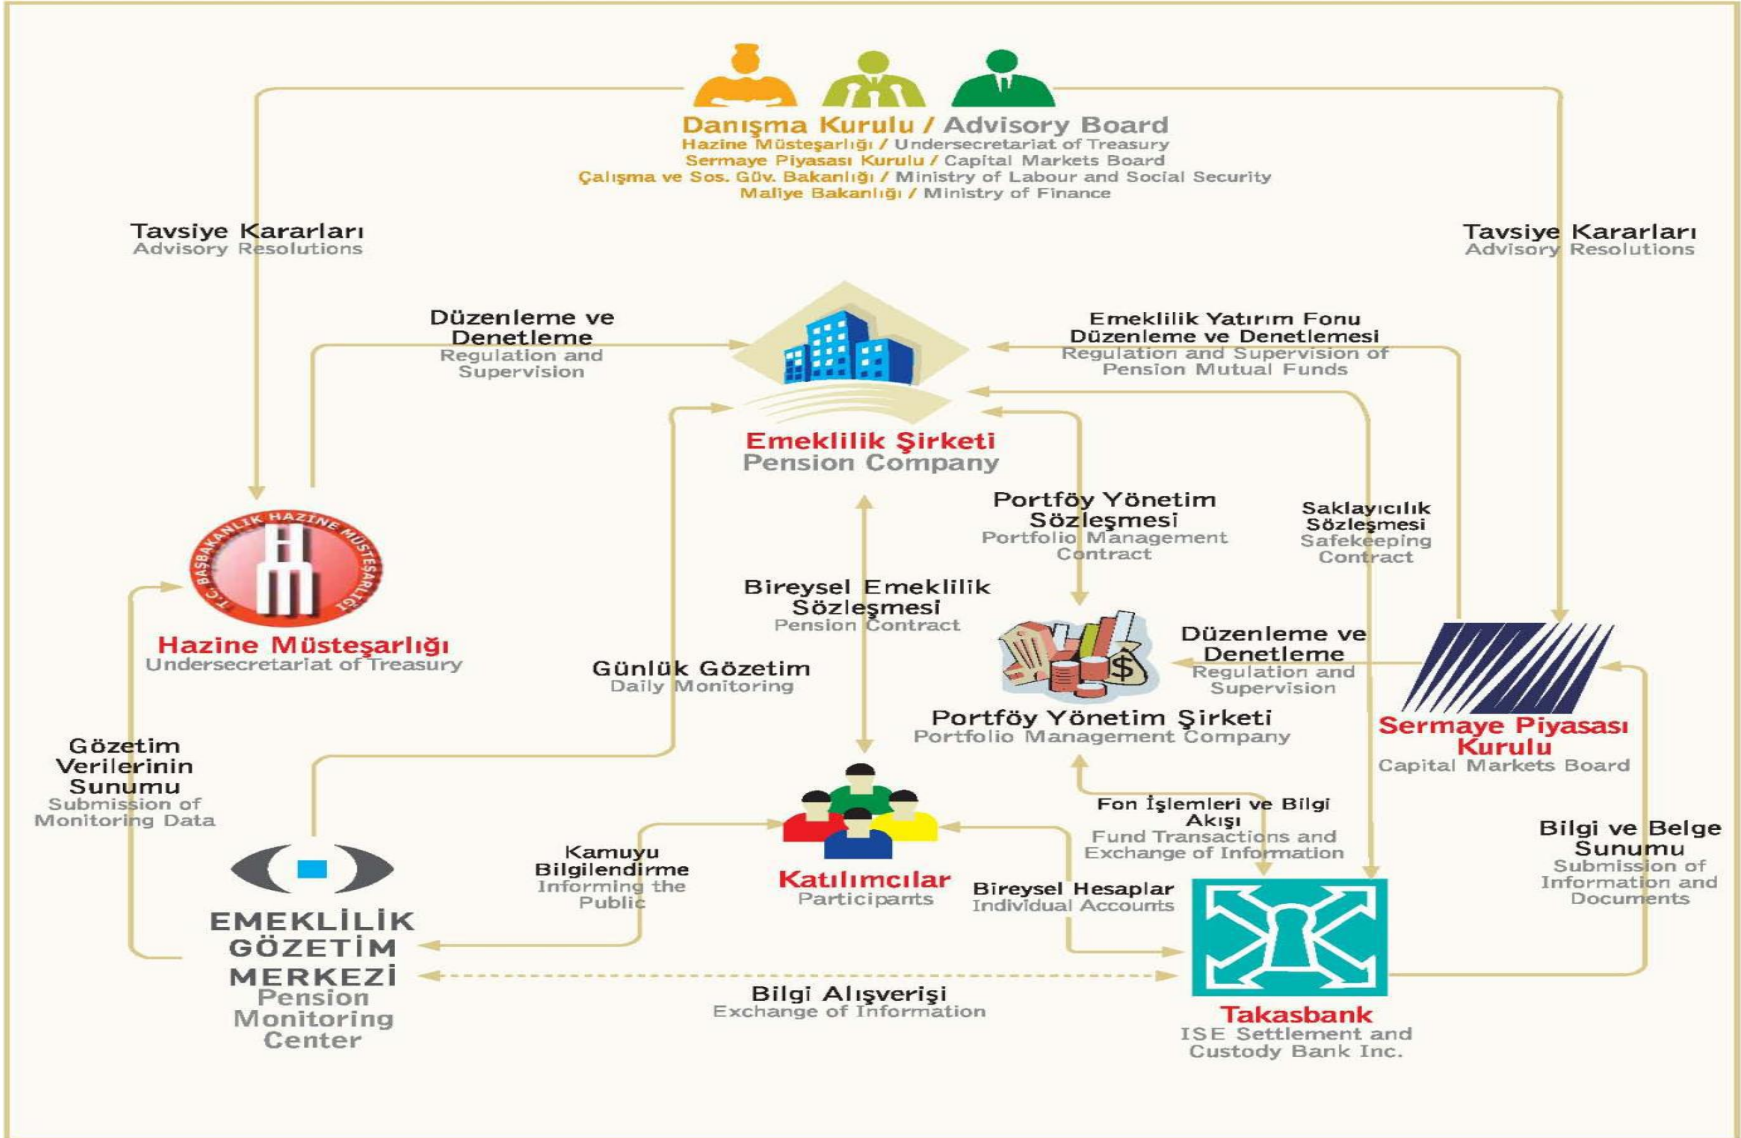 Danışma Kurulu / Advisory Board
Hazine Müsteşarlığı / Undersecretariat of Treasury
Sermaye Piyasası Kurulu / Capital Markets Board
Çalışma ve Sos. Güv. Bakanlığı / Ministry of Labour and Social Security
Maliye Bakanlığı / Ministry of Finance
Tavsiye Kararları
Advisory Resolutions
Tavsiye Kararları
Advisory Resolutions
Düzenleme ve
Denetleme
Regulation and
Supervision
Emeklilik Yatırım Fonu
Düzenleme ve Denetlemesi
Regulation and Supervision of
Pension Mutual Funds
Emeklilik Şirketi
Pension Company
Portföy Yönetim
Sözleşmesi
Portfolio Management
Contract
Saklayıcılık
Sözleşmesi
Safekeeping
Contract
T.C. BAŞBAKANLIK HAZİNE MÜSTEŞARLIĞI
HM
Hazine Müsteşarlığı
Undersecretariat of Treasury
Bireysel Emeklilik
Sözleşmesi
Pension Contract
Günlük Gözetim
Daily Monitoring
$
Düzenleme ve
Denetleme
Regulation and
Supervision
Portföy Yönetim Şirketi
Portfolio Management Company
Sermaye Piyasası
Kurulu
Capital Markets Board
Gözetim
Verilerinin
Sunumu
Submission of
Monitoring Data
Fon İşlemleri ve Bilgi
Akışı
Fund Transactions and
Exchange of Information
Bilgi ve Belge
Sunumu
Submission of
Information and
Documents
Kamuyu
Bilgilendirme
Informing the
Public
Katılımcılar
Participants
Bireysel Hesaplar
Individual Accounts
EMEKLİLİK
GÖZETİM
MERKEZİ
Pension
Monitoring
Center
Bilgi Alışverişi
Exchange of Information
Takasbank
ISE Settlement and
Custody Bank Inc.